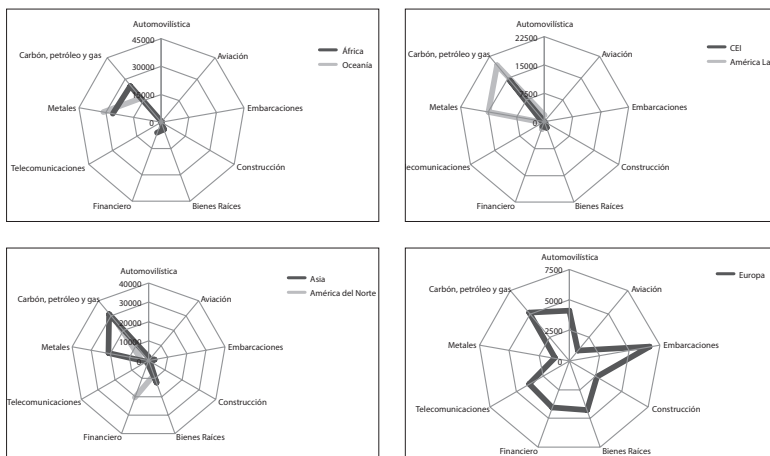 Automovilística
45000
Carbón, petróleo y gas
Aviación
África
Oceanía
30000
15000
Metales
Embarcaciones
0
Telecomunicaciones
Construcción
Financiero
Bienes Raíces
Automovilística
22500
Carbón, petróleo y gas
Aviación
CEI
América La
15000
7500
Metales
Embarcaciones
0
ecomunicaciones
Construcción
Financiero
Bienes Raíces
Automovilística
40000
Carbón, petróleo y gas
Aviación
Asia
América del Norte
30000
20000
Metales
Embarcaciones
10000
0
Telecomunicaciones
Construcción
Financiero
Bienes Raíces
Automovilística
7500
Carbón, petróleo y gas
Aviación
Europa
5000
2500
Metales
Embarcaciones
0
Telecomunicaciones
Construcción
Financiero
Bienes Raíces